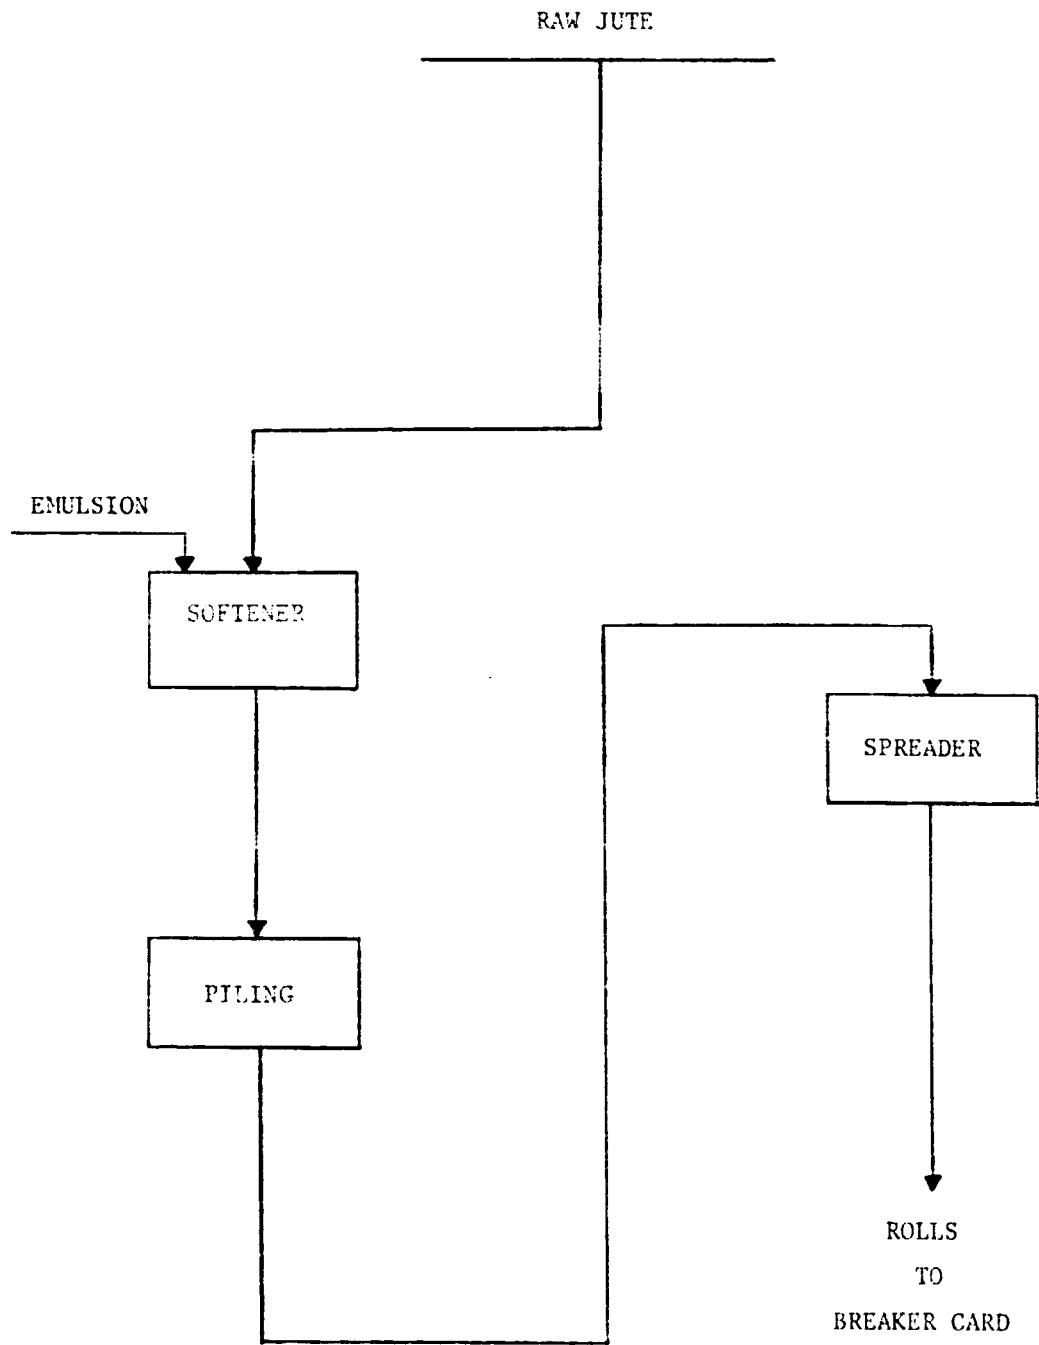 RAW JUTE
EMULSION
SOFTENER
SPREADER
PILING
ROLLS
TO
BREAKER CARD